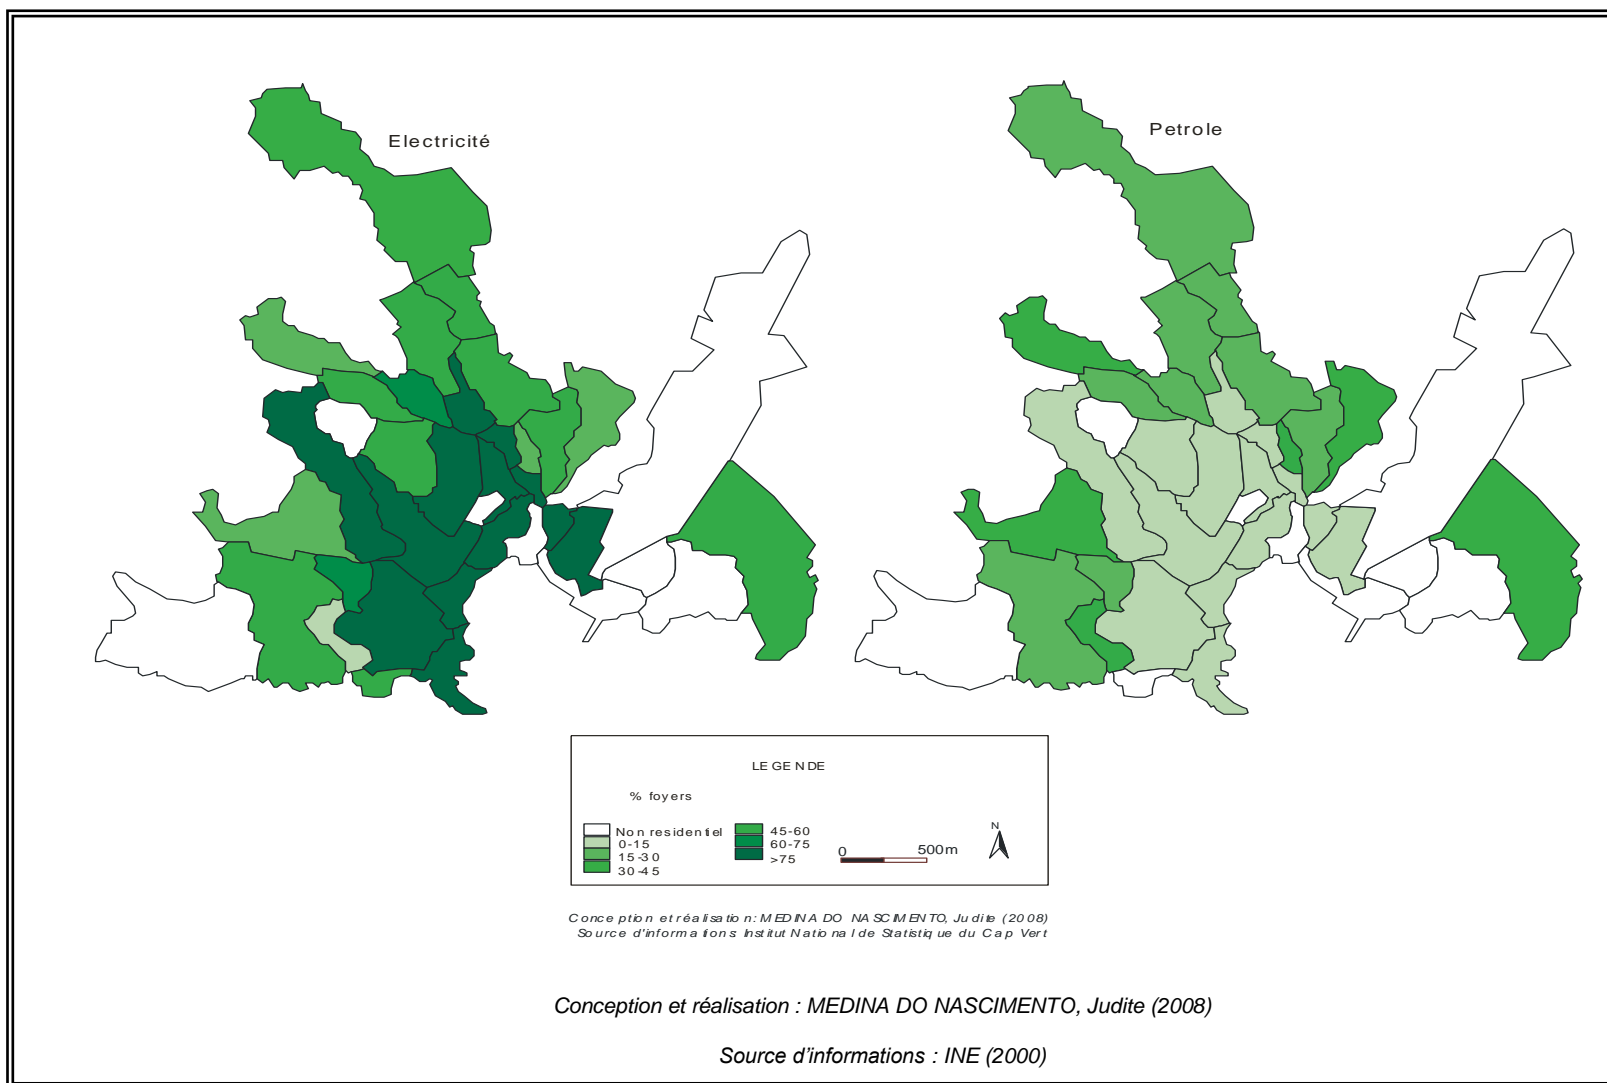 Electricité
Petrole
LEGENDE
% foyers
Non residentiel
0-15
15-30
30-45
45-60
60-75
>75
0 500m
N
Conception et réalisation: MEDINA DO NASCIMENTO, Judite (2008)
Source d'informations: Institut National de Statistique du Cap Vert
Conception et réalisation : MEDINA DO NASCIMENTO, Judite (2008)
Source d'informations : INE (2000)